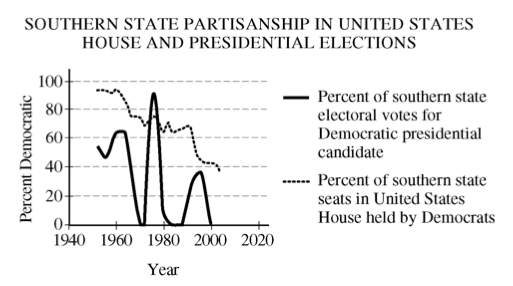 SOUTHERN STATE PARTISANSHIP IN UNITED STATES
HOUSE AND PRESIDENTIAL ELECTIONS
Percent Democratic
100
80
60
40
20
0
1940 1960 1980 2000 2020
Year
Percent of southern state
electoral votes for
Democratic presidential
candidate
Percent of southern state
seats in United States
House held by Democrats